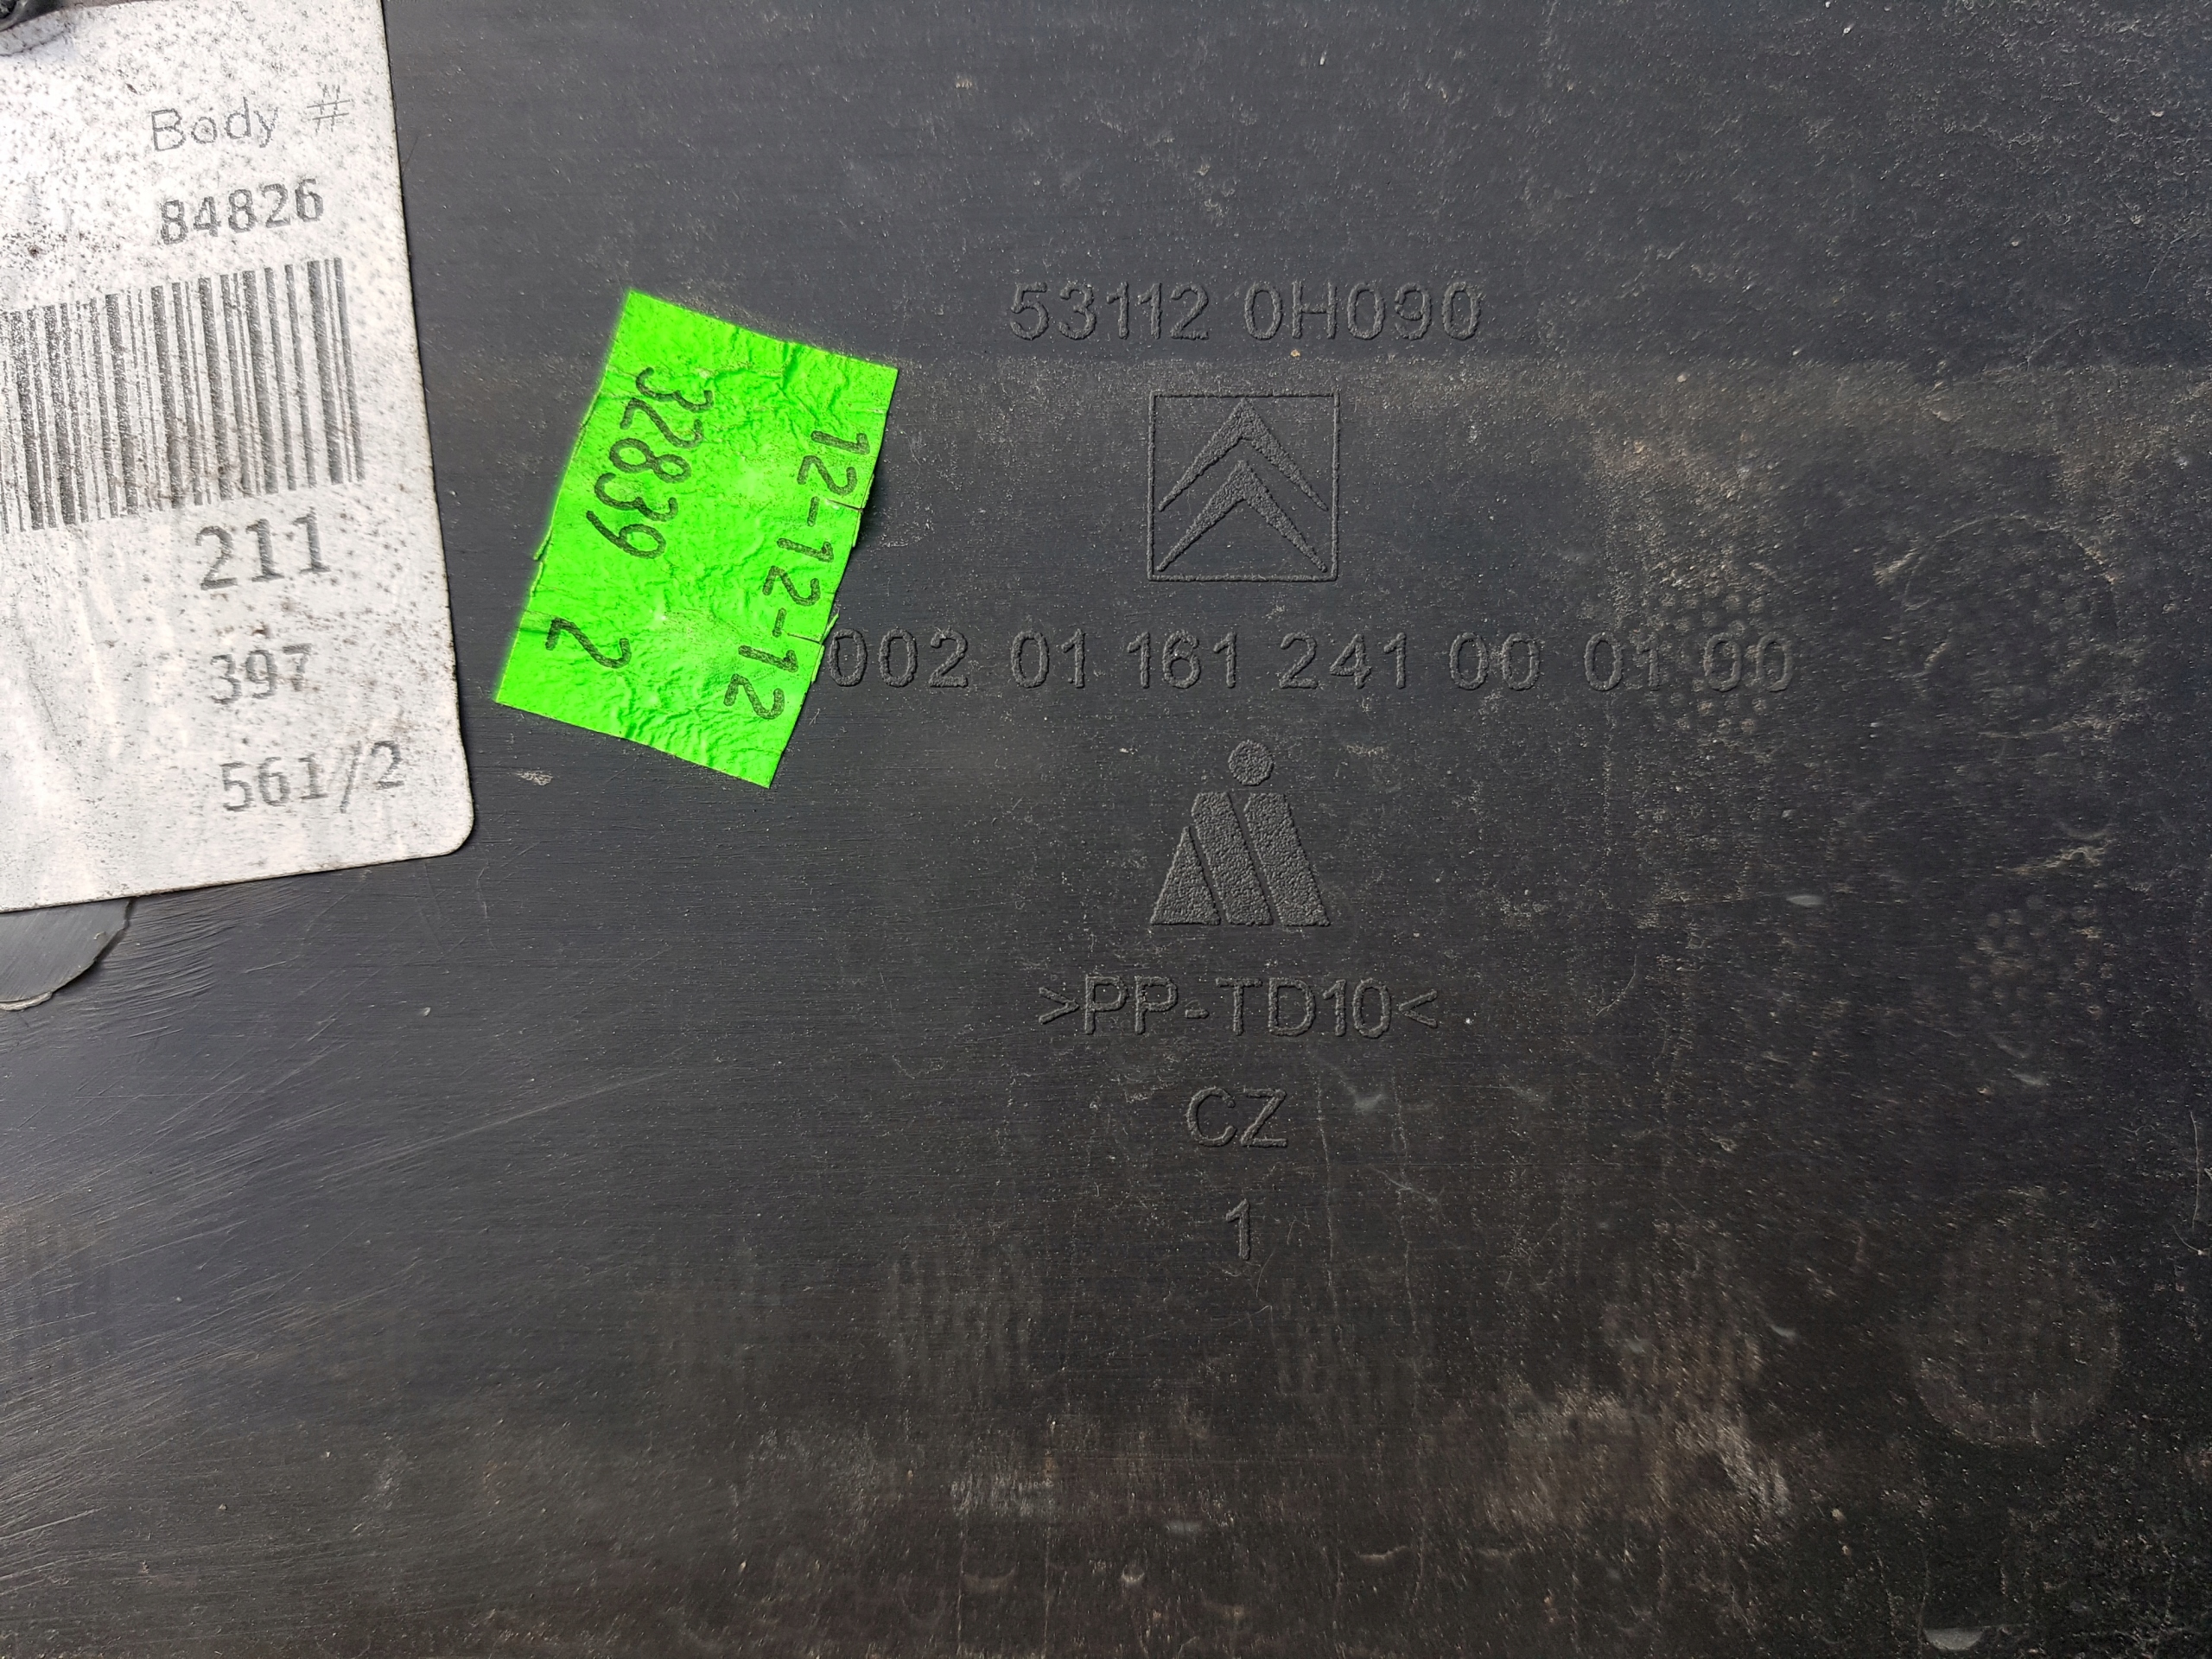 Body #
84826
211
397
561/2
12-12-12
32839 2 2
53112 0H090
002 01 161 241 00 01 00
>PP-TD10<
CZ
1